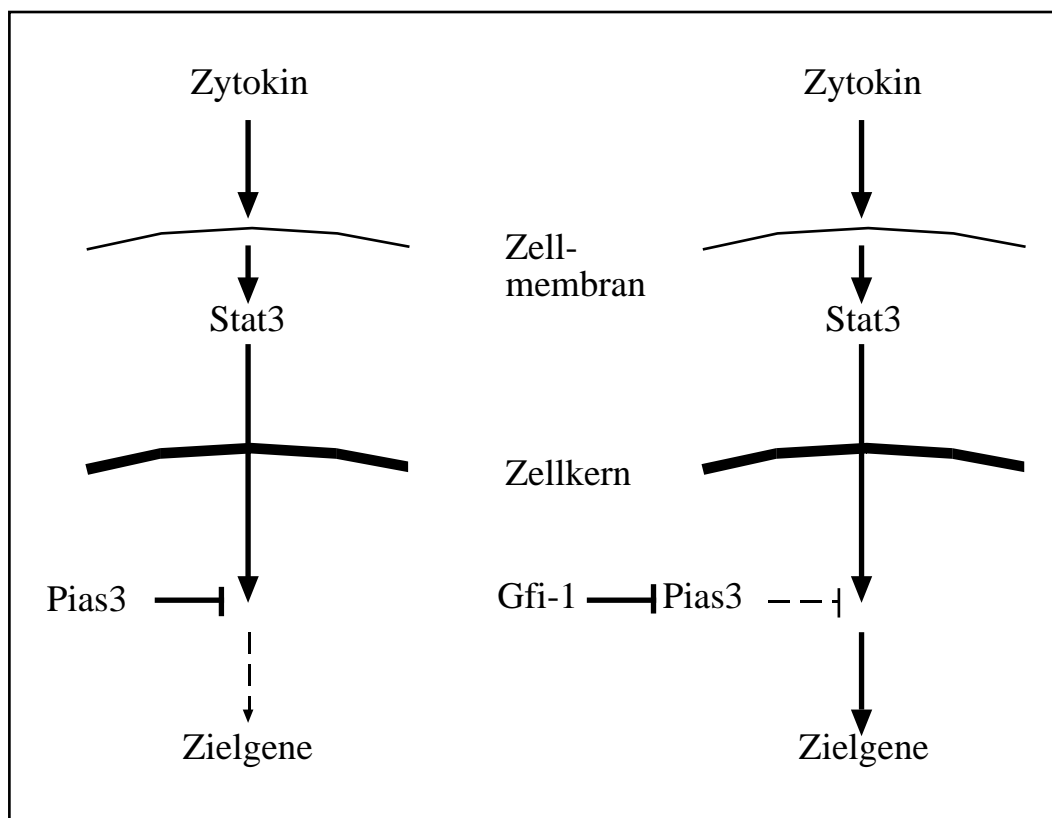 Zytokin
Zytokin
Zell-
membran
Stat3
Stat3
Zellkern
Pias3
Gfi-1
Pias3
Zielgene
Zielgene